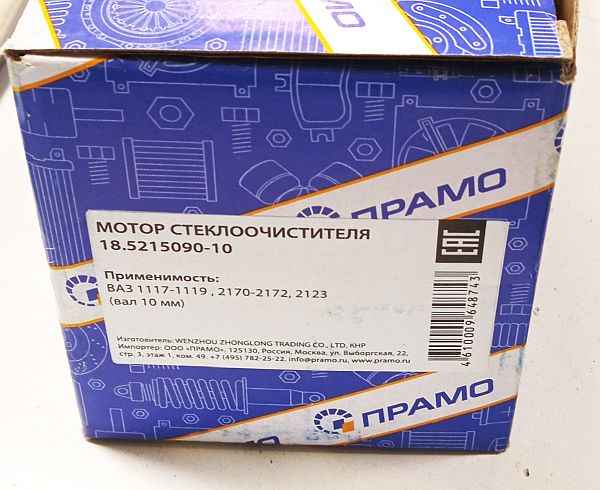 ПРАМО
ПРАМО
МОТОР СТЕКЛООЧИСТИТЕЛЯ
18.5215090-10
Применимость:
ВАЗ 1117-1119 , 2170-2172, 2123
(вал 10 мм)
EAC
4610009648743
Изготовитель: WENZHOU ZHONGLONG TRADING CO., LTD, КНР
Импортер: ООО «ПРАМО», 125130, Россия, Москва, ул. Выборгская, 22,
стр. 3, этаж 1, ком. 49. +7 (495) 782-25-22, info@pramo.ru, www.pramo.ru
ПРАМО